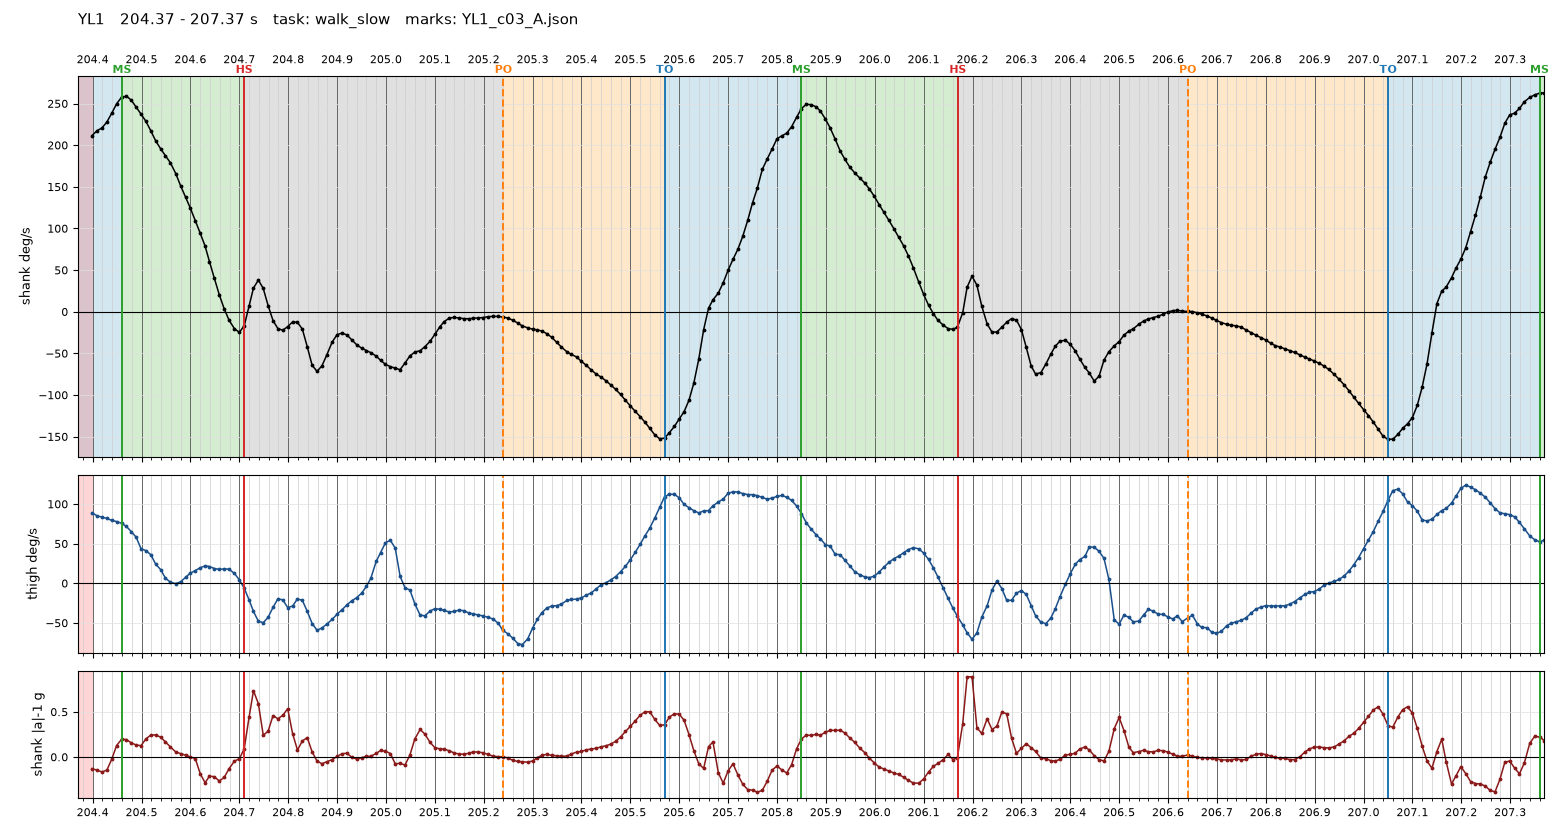 YL1   204.37 - 207.37 s   task: walk_slow   marks: YL1_c03_A.json
204.4 204.5 204.6 204.7 204.8 204.9 205.0 205.1 205.2 205.3 205.4 205.5 205.6 205.7 205.8 205.9 206.0 206.1 206.2 206.3 206.4 206.5 206.6 206.7 206.8 206.9 207.0 207.1 207.2 207.3
MS HS PO TO MS HS PO TO MS
shank deg/s
250
200
150
100
50
0
−50
−100
−150
thigh deg/s
100
50
0
−50
shank |a|-1 g
0.5
0.0
204.4 204.5 204.6 204.7 204.8 204.9 205.0 205.1 205.2 205.3 205.4 205.5 205.6 205.7 205.8 205.9 206.0 206.1 206.2 206.3 206.4 206.5 206.6 206.7 206.8 206.9 207.0 207.1 207.2 207.3